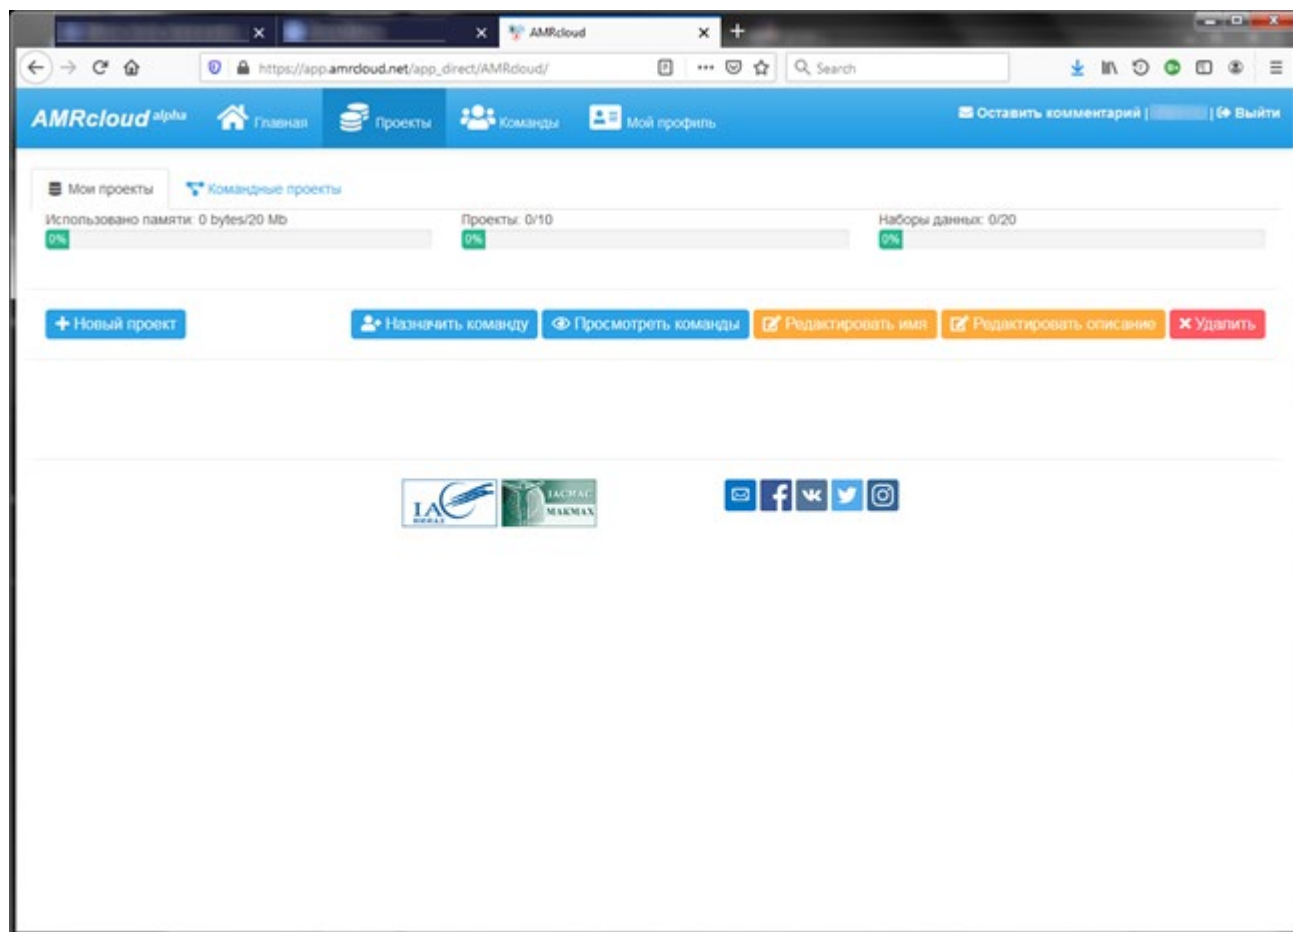 AMRcloud
https://app.amrcloud.net/app_direct/AMRcloud/
Search
AMRcloud alpha
Главная
Проекты
Команды
Мой профиль
Оставить комментарий |
| Выйти
Мои проекты
Командные проекты
Использовано памяти: 0 bytes/20 Mb
Проекты: 0/10
Наборы данных: 0/20
0%
0%
0%
Новый проект
Назначить команду
Просмотреть команды
Редактировать имя
Редактировать описание
Удалить
IAC
IACMAC
МАКМАХ